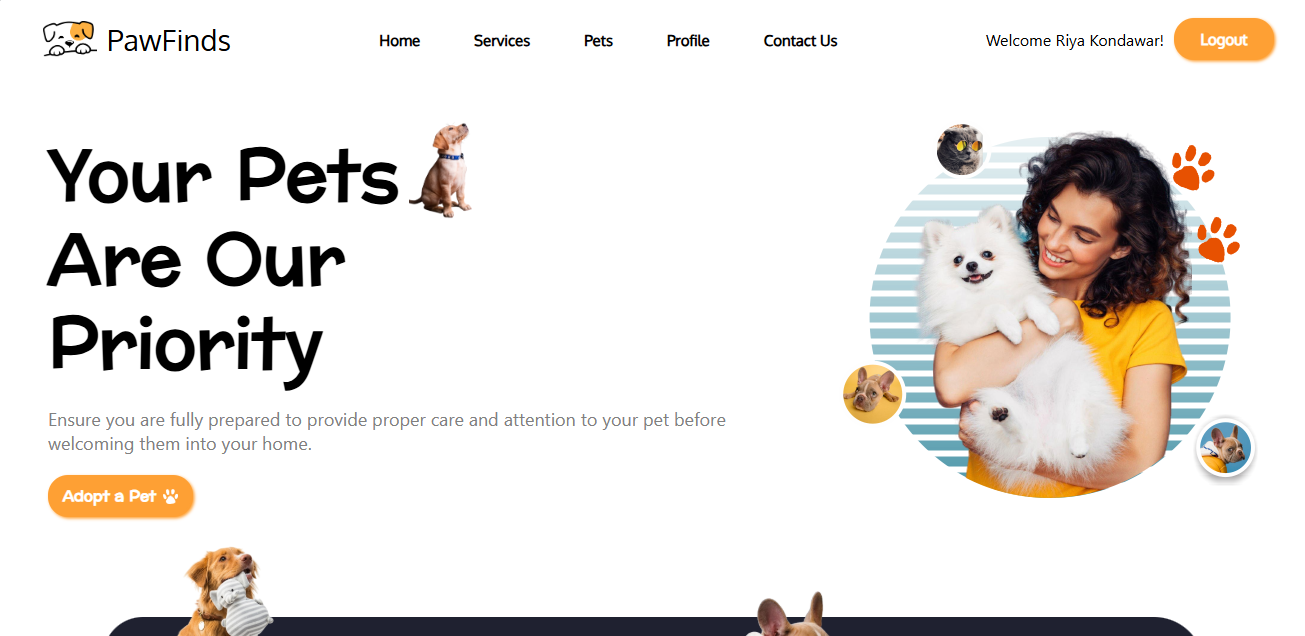 PawFinds
Home Services Pets Profile Contact Us
Welcome Riya Kondawar! Logout
Your Pets
Are Our
Priority
Ensure you are fully prepared to provide proper care and attention to your pet before
welcoming them into your home.
Adopt a Pet